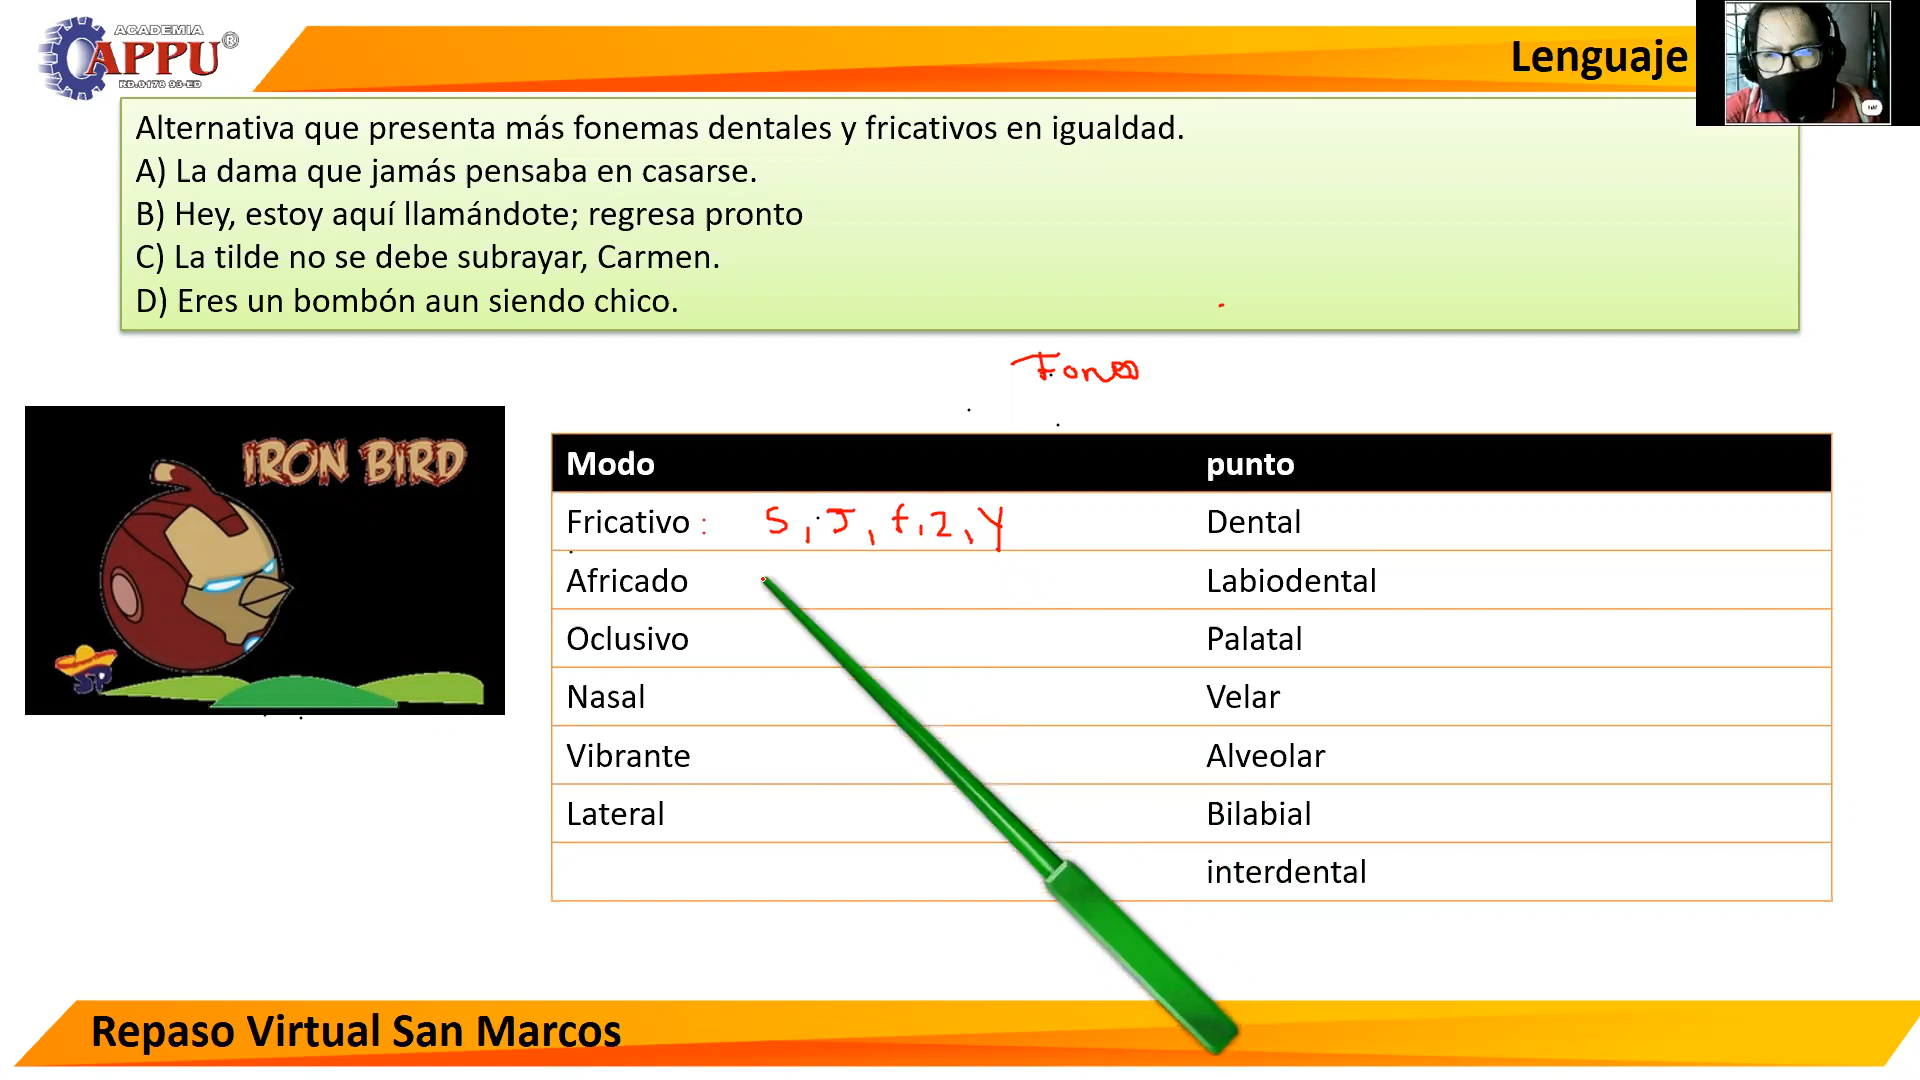 ACADEMIA
APPU®
RD.0178 93-ED
Lenguaje
Alternativa que presenta más fonemas dentales y fricativos en igualdad.
A) La dama que jamás pensaba en casarse.
B) Hey, estoy aquí llamándote; regresa pronto
C) La tilde no se debe subrayar, Carmen.
D) Eres un bombón aun siendo chico.
IRON BIRD
SP
Modo punto
Fricativo : S, J, f, z, y Dental
Africado Labiodental
Oclusivo Palatal
Nasal Velar
Vibrante Alveolar
Lateral Bilabial
interdental
Repaso Virtual San Marcos